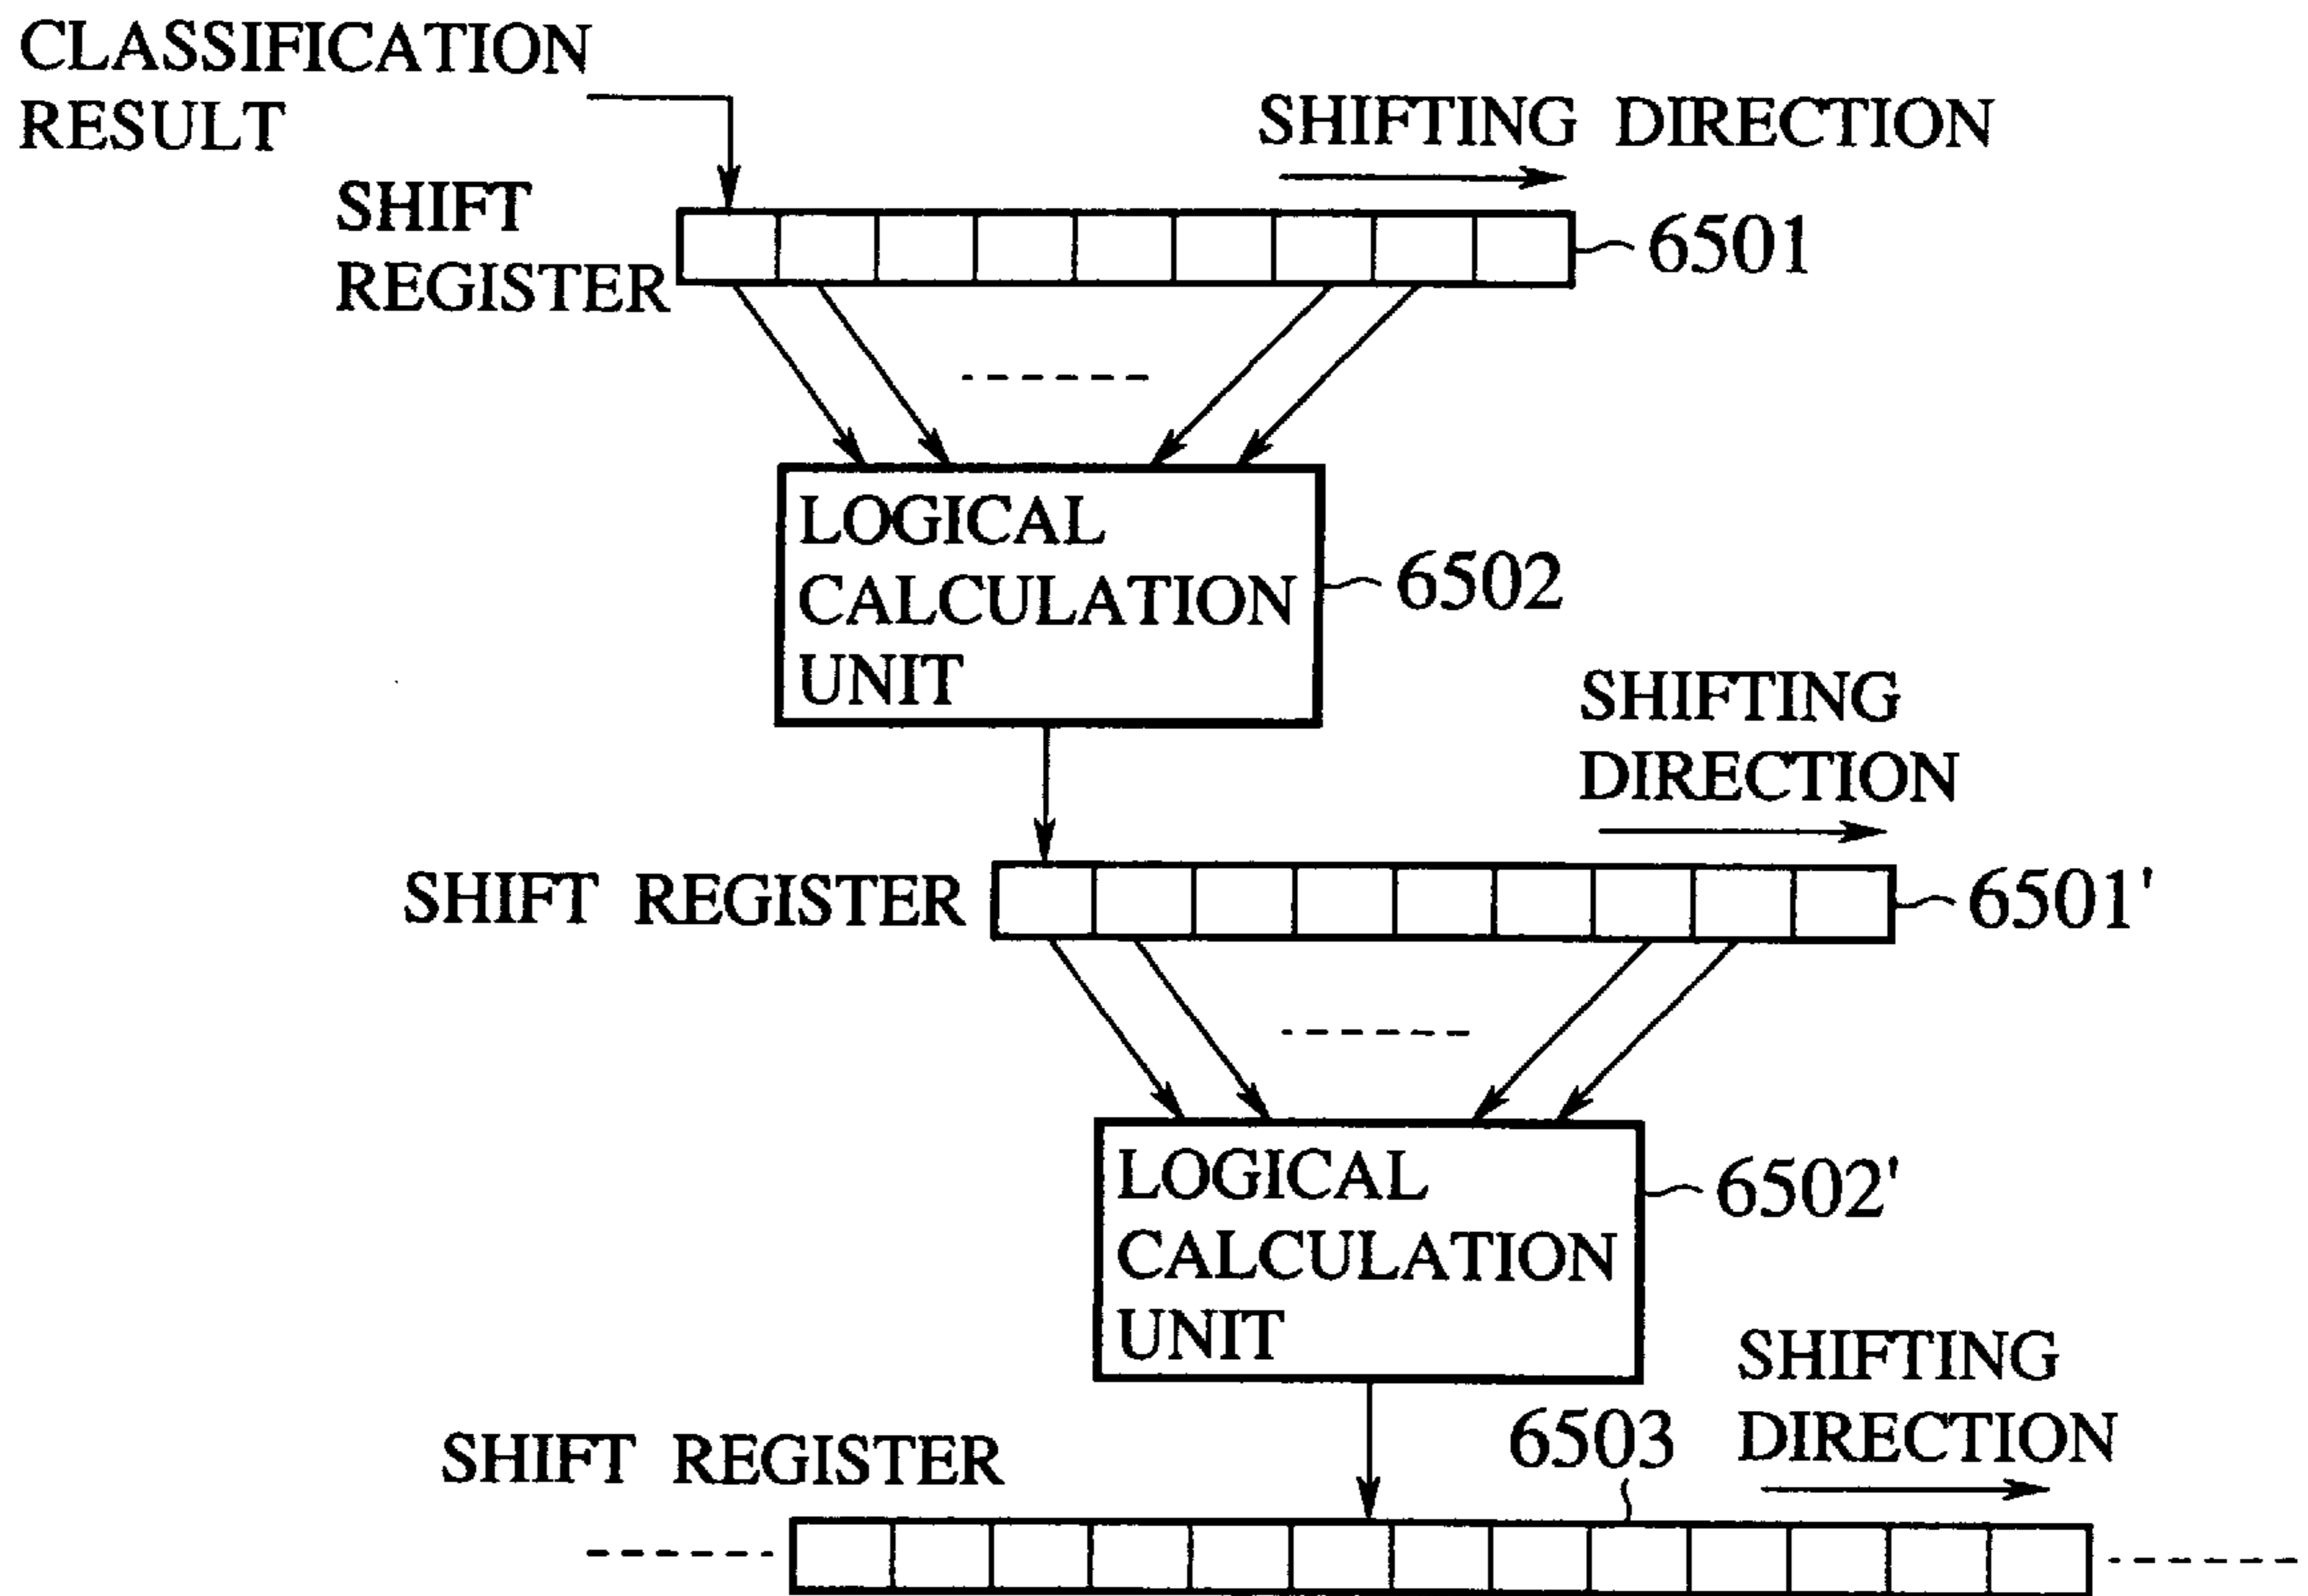 CLASSIFICATION
RESULT
SHIFTING DIRECTION
SHIFT
REGISTER
6501
LOGICAL
CALCULATION
UNIT
6502
SHIFTING
DIRECTION
SHIFT REGISTER
6501'
LOGICAL
CALCULATION
UNIT
6502'
SHIFTING
DIRECTION
6503
SHIFT REGISTER